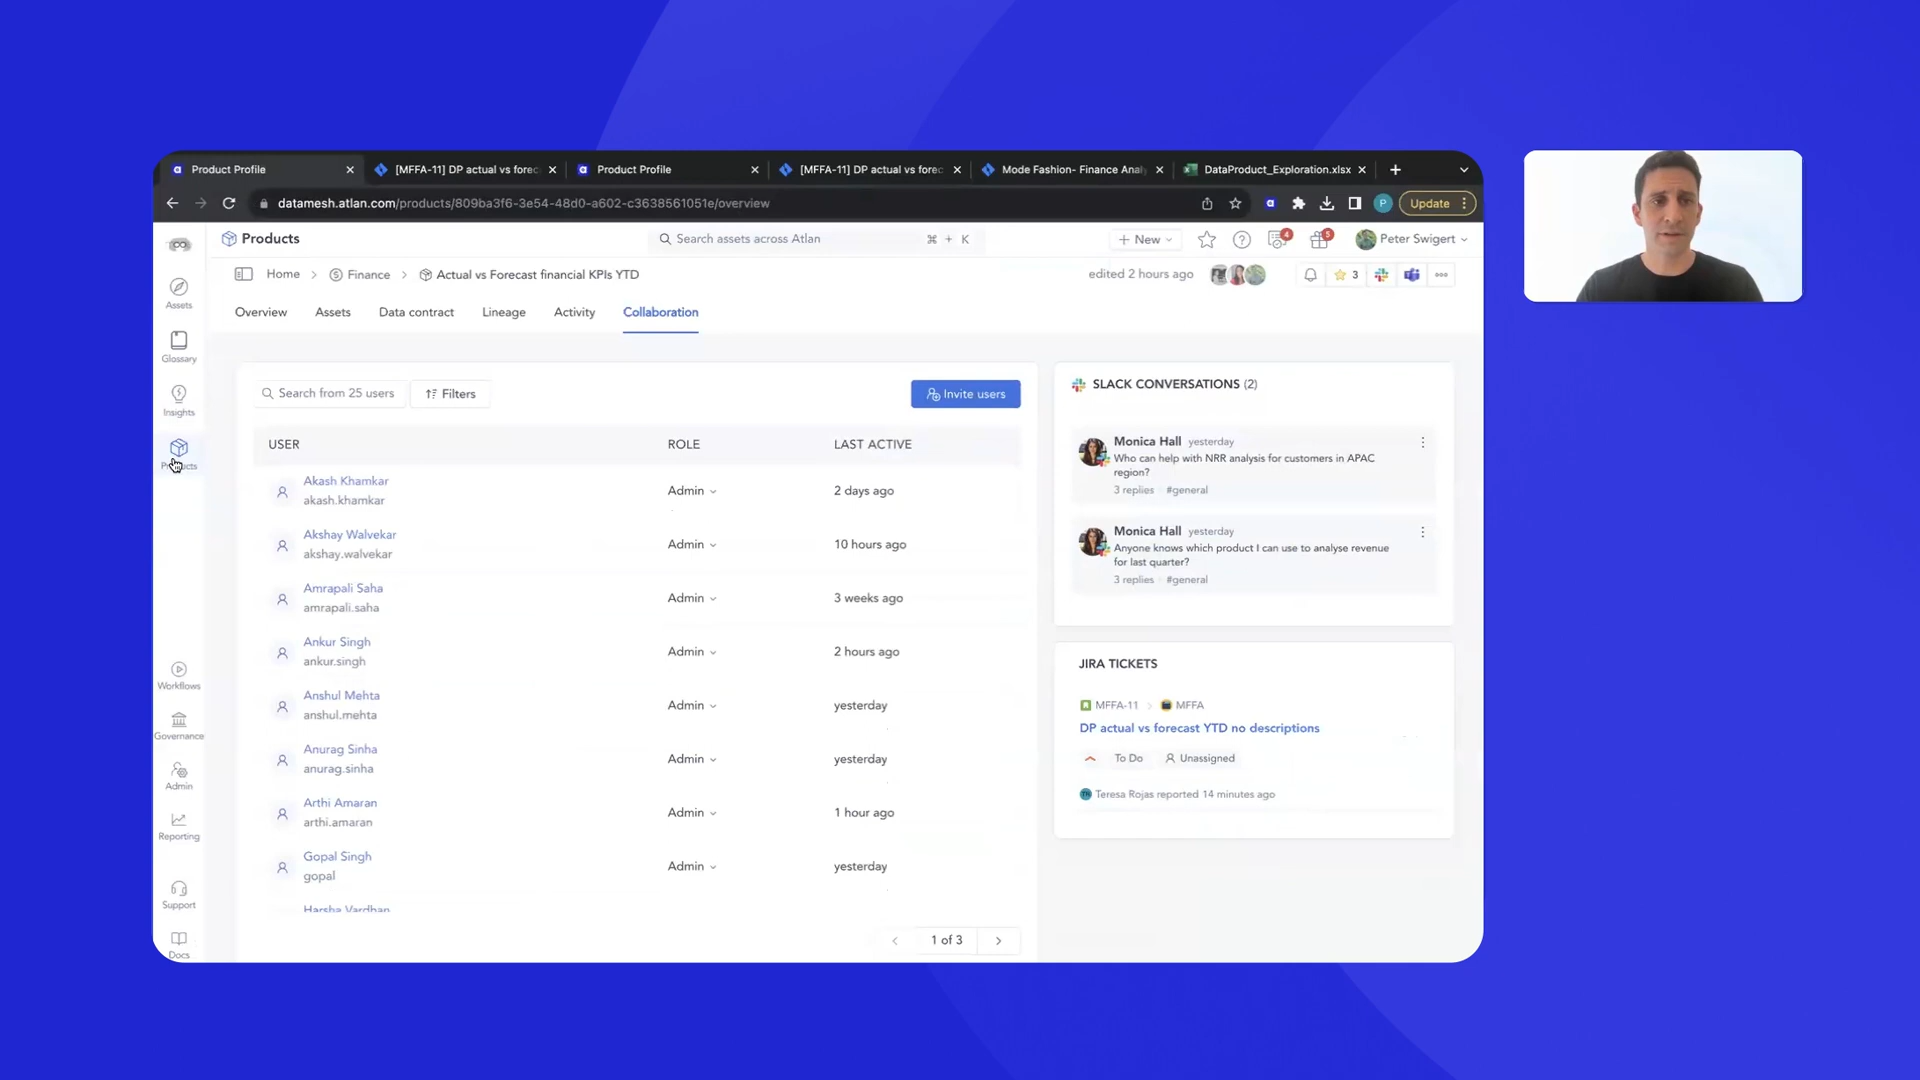 Product Profile
[MFFA-11] DP actual vs forec
Product Profile
[MFFA-11] DP actual vs forec
Mode Fashion- Finance Anal
DataProduct_Exploration.xlsx
datamesh.atlan.com/products/809ba3f6-3e54-48d0-a602-c3638561051e/overview
P
Update
Products
Search assets across Atlan
⌘ + K
+ New
4
5
Peter Swigert
Home
Finance
Actual vs Forecast financial KPIs YTD
edited 2 hours ago
3
Overview
Assets
Data contract
Lineage
Activity
Collaboration
Assets
Glossary
Insights
Workflows
Governance
Admin
Reporting
Support
Docs
Search from 25 users
Filters
Invite users
USER
ROLE
LAST ACTIVE
Akash Khamkar
akash.khamkar
Admin
2 days ago
Akshay Walvekar
akshay.walvekar
Admin
10 hours ago
Amrapali Saha
amrapali.saha
Admin
3 weeks ago
Ankur Singh
ankur.singh
Admin
2 hours ago
Anshul Mehta
anshul.mehta
Admin
yesterday
Anurag Sinha
anurag.sinha
Admin
yesterday
Arthi Amaran
arthi.amaran
Admin
1 hour ago
Gopal Singh
gopal
Admin
yesterday
Harsha Vardhan
1 of 3
SLACK CONVERSATIONS (2)
Monica Hall yesterday
Who can help with NRR analysis for customers in APAC
region?
3 replies #general
Monica Hall yesterday
Anyone knows which product I can use to analyse revenue
for last quarter?
3 replies #general
JIRA TICKETS
MFFA-11
MFFA
DP actual vs forecast YTD no descriptions
To Do
Unassigned
Teresa Rojas reported 14 minutes ago